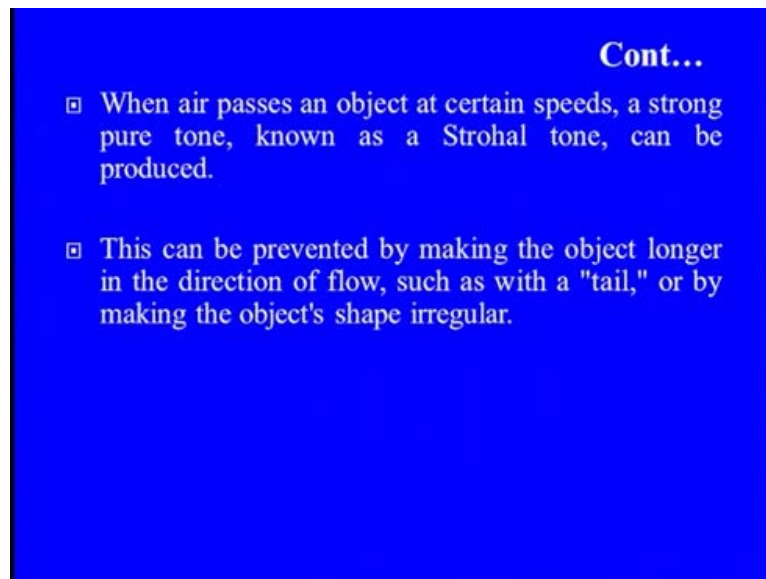 Cont...
When air passes an object at certain speeds, a strong
pure tone, known as a Strohal tone, can be
produced.
This can be prevented by making the object longer
in the direction of flow, such as with a "tail," or by
making the object's shape irregular.